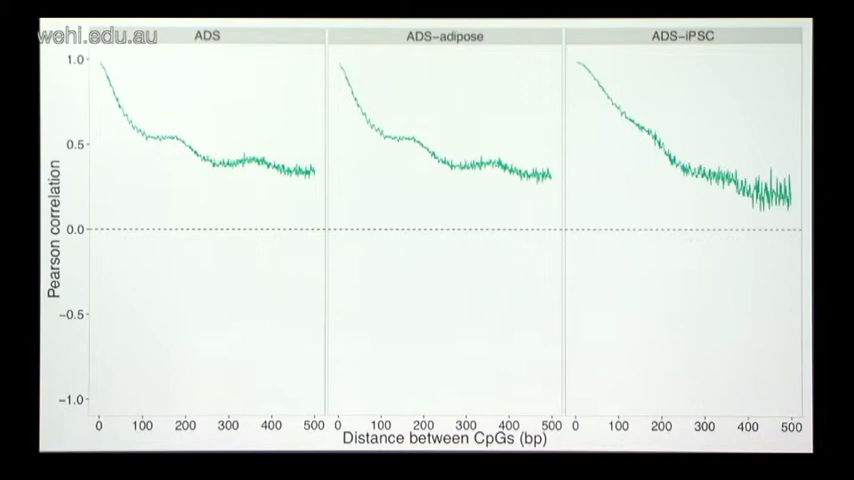 wehi.edu.au
ADS
ADS-adipose
ADS-iPSC
1.0
0.5
0.0
-0.5
-1.0
Pearson correlation
0 100 200 300 400 500
0 100 200 300 400 500
0 100 200 300 400 500
Distance between CpGs (bp)